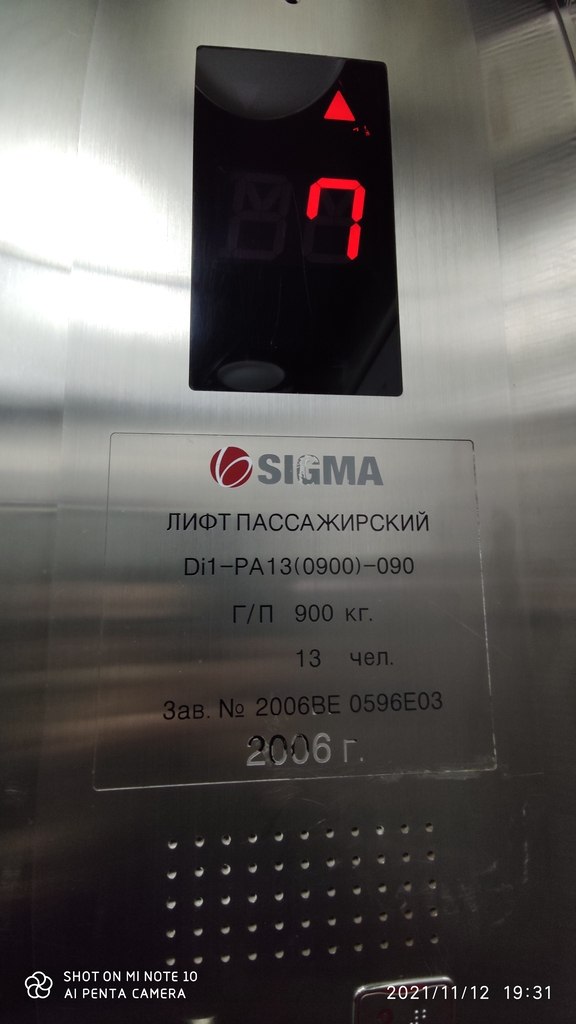 7
SIGMA
ЛИФТ ПАССАЖИРСКИЙ
Di1-PA13(0900)-090
Г/П 900 кг.
13 чел.
Зав. № 2006BE 0596E03
2006 г.
SHOT ON MI NOTE 10
AI PENTA CAMERA
2021/11/12 19:31